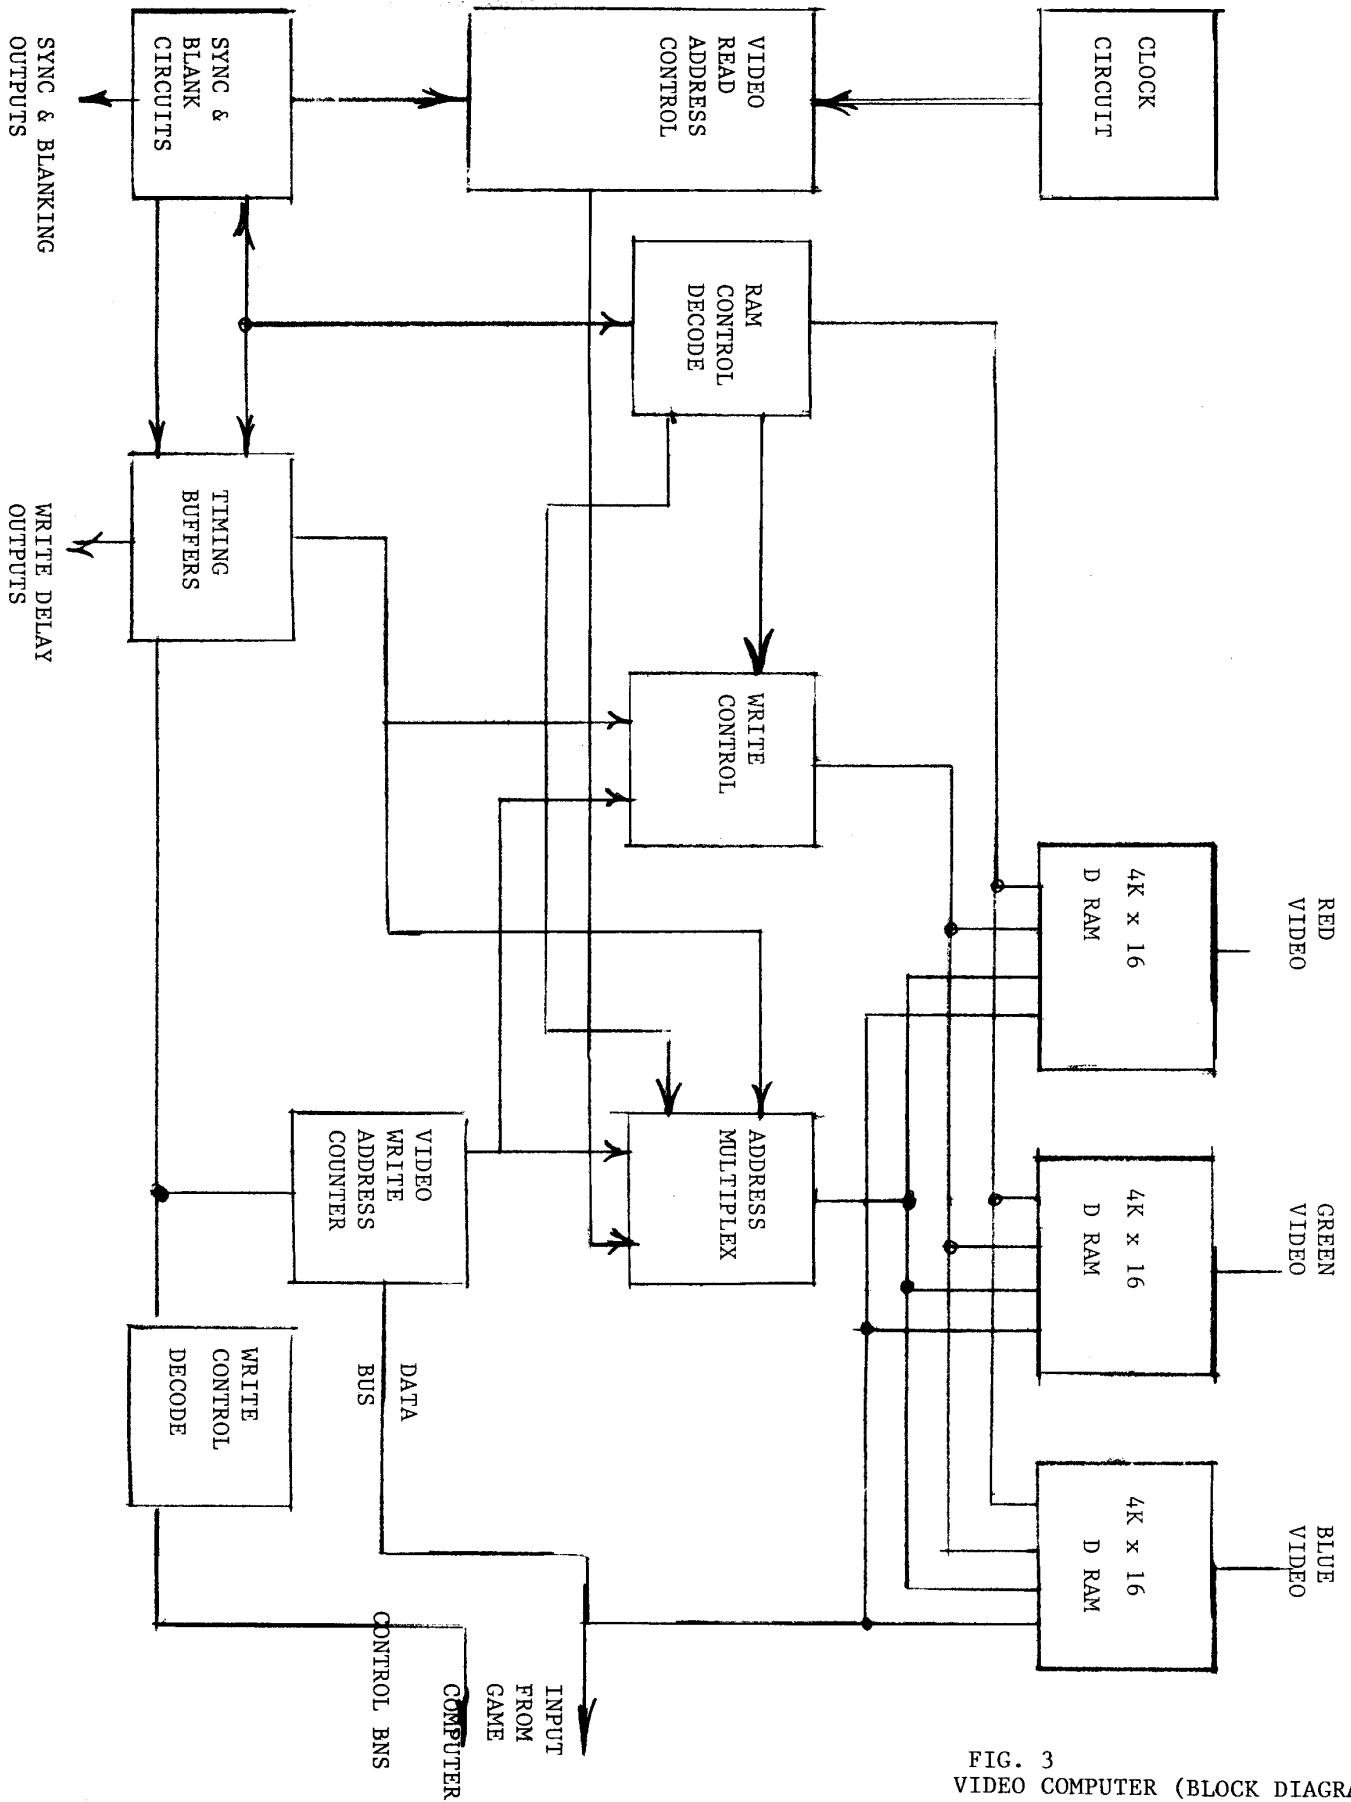 CLOCK
CIRCUIT
VIDEO
READ
ADDRESS
CONTROL
SYNC &
BLANK
CIRCUITS
SYNC & BLANKING
OUTPUTS
RAM
CONTROL
DECODE
TIMING
BUFFERS
WRITE DELAY
OUTPUTS
WRITE
CONTROL
RED
VIDEO
4K x 16
D RAM
GREEN
VIDEO
4K x 16
D RAM
BLUE
VIDEO
4K x 16
D RAM
ADDRESS
MULTIPLEX
VIDEO
WRITE
ADDRESS
COUNTER
DATA
BUS
WRITE
CONTROL
DECODE
INPUT
FROM
GAME
COMPUTER
CONTROL BNS
FIG. 3
VIDEO COMPUTER (BLOCK DIAGRA